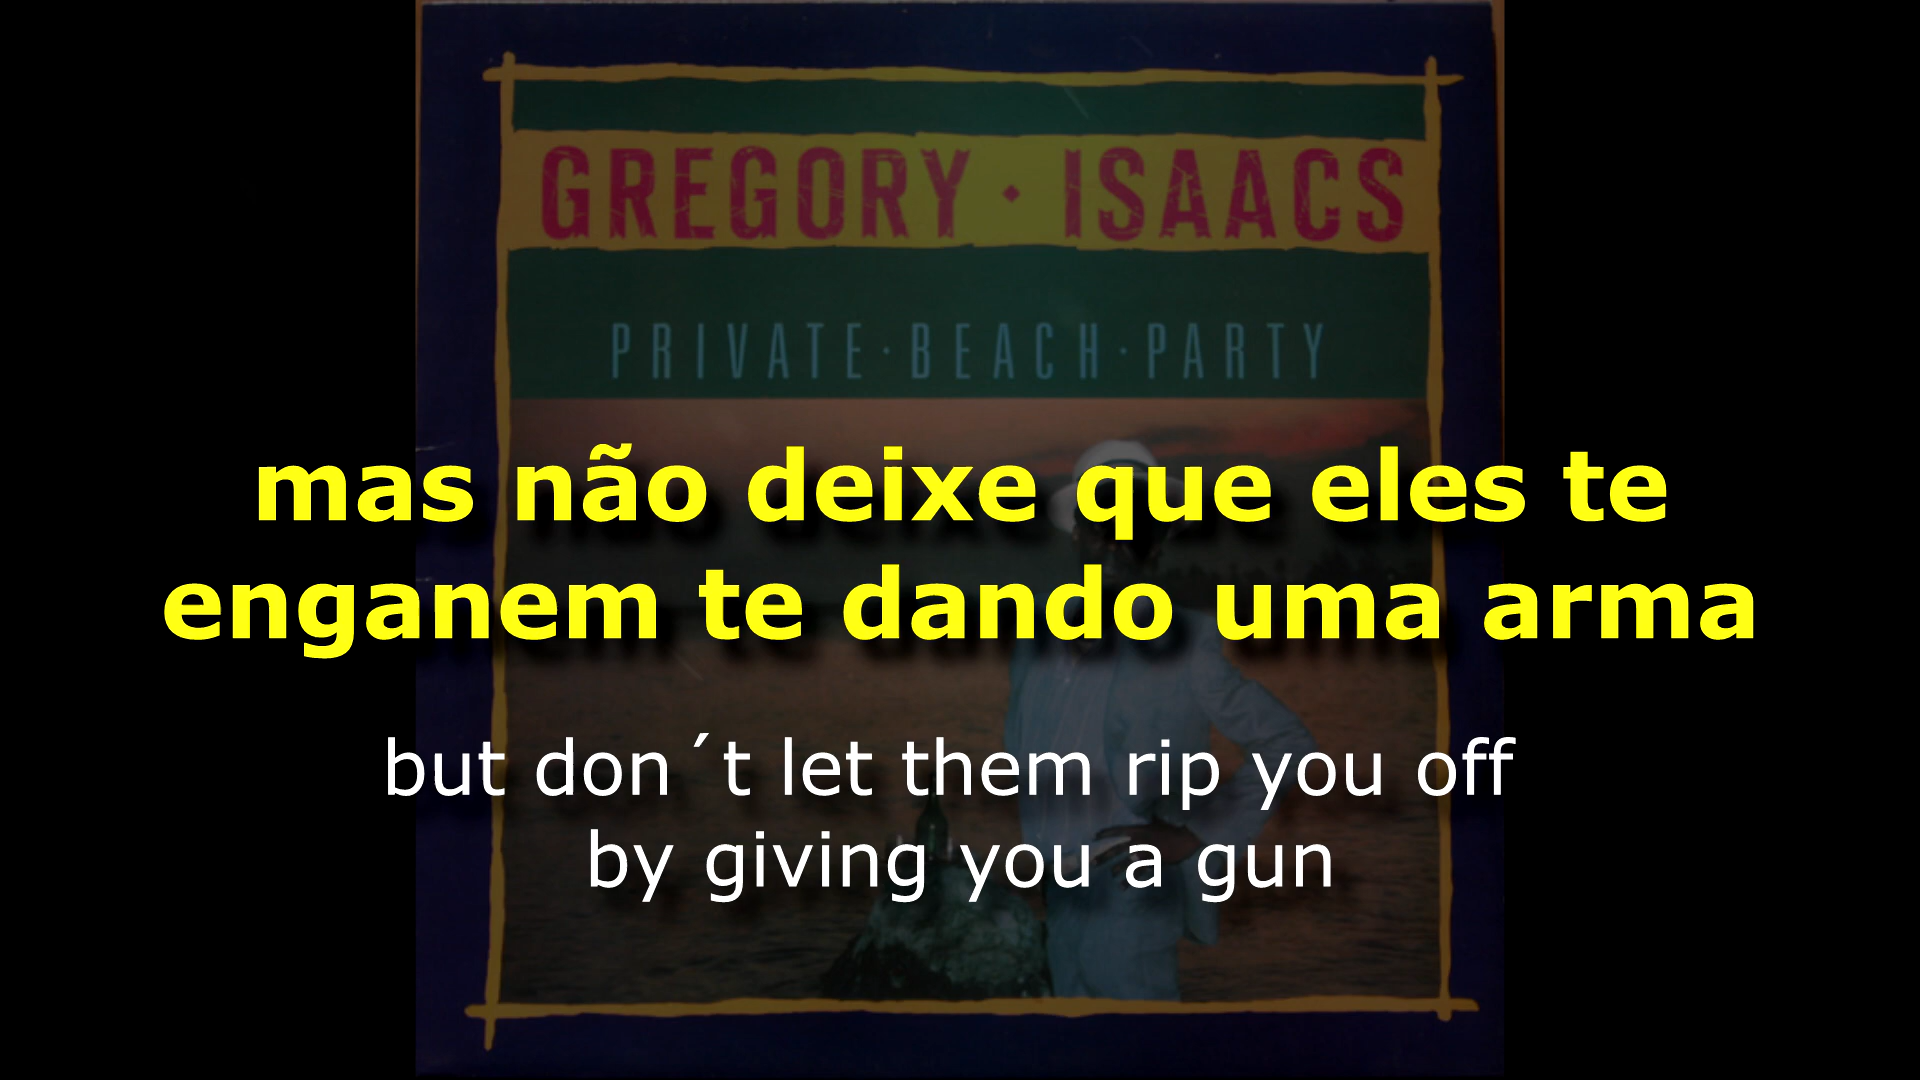 GREGORY · ISAACS
PRIVATE · BEACH · PARTY
mas não deixe que eles te
enganem te dando uma arma
but don´t let them rip you off
by giving you a gun